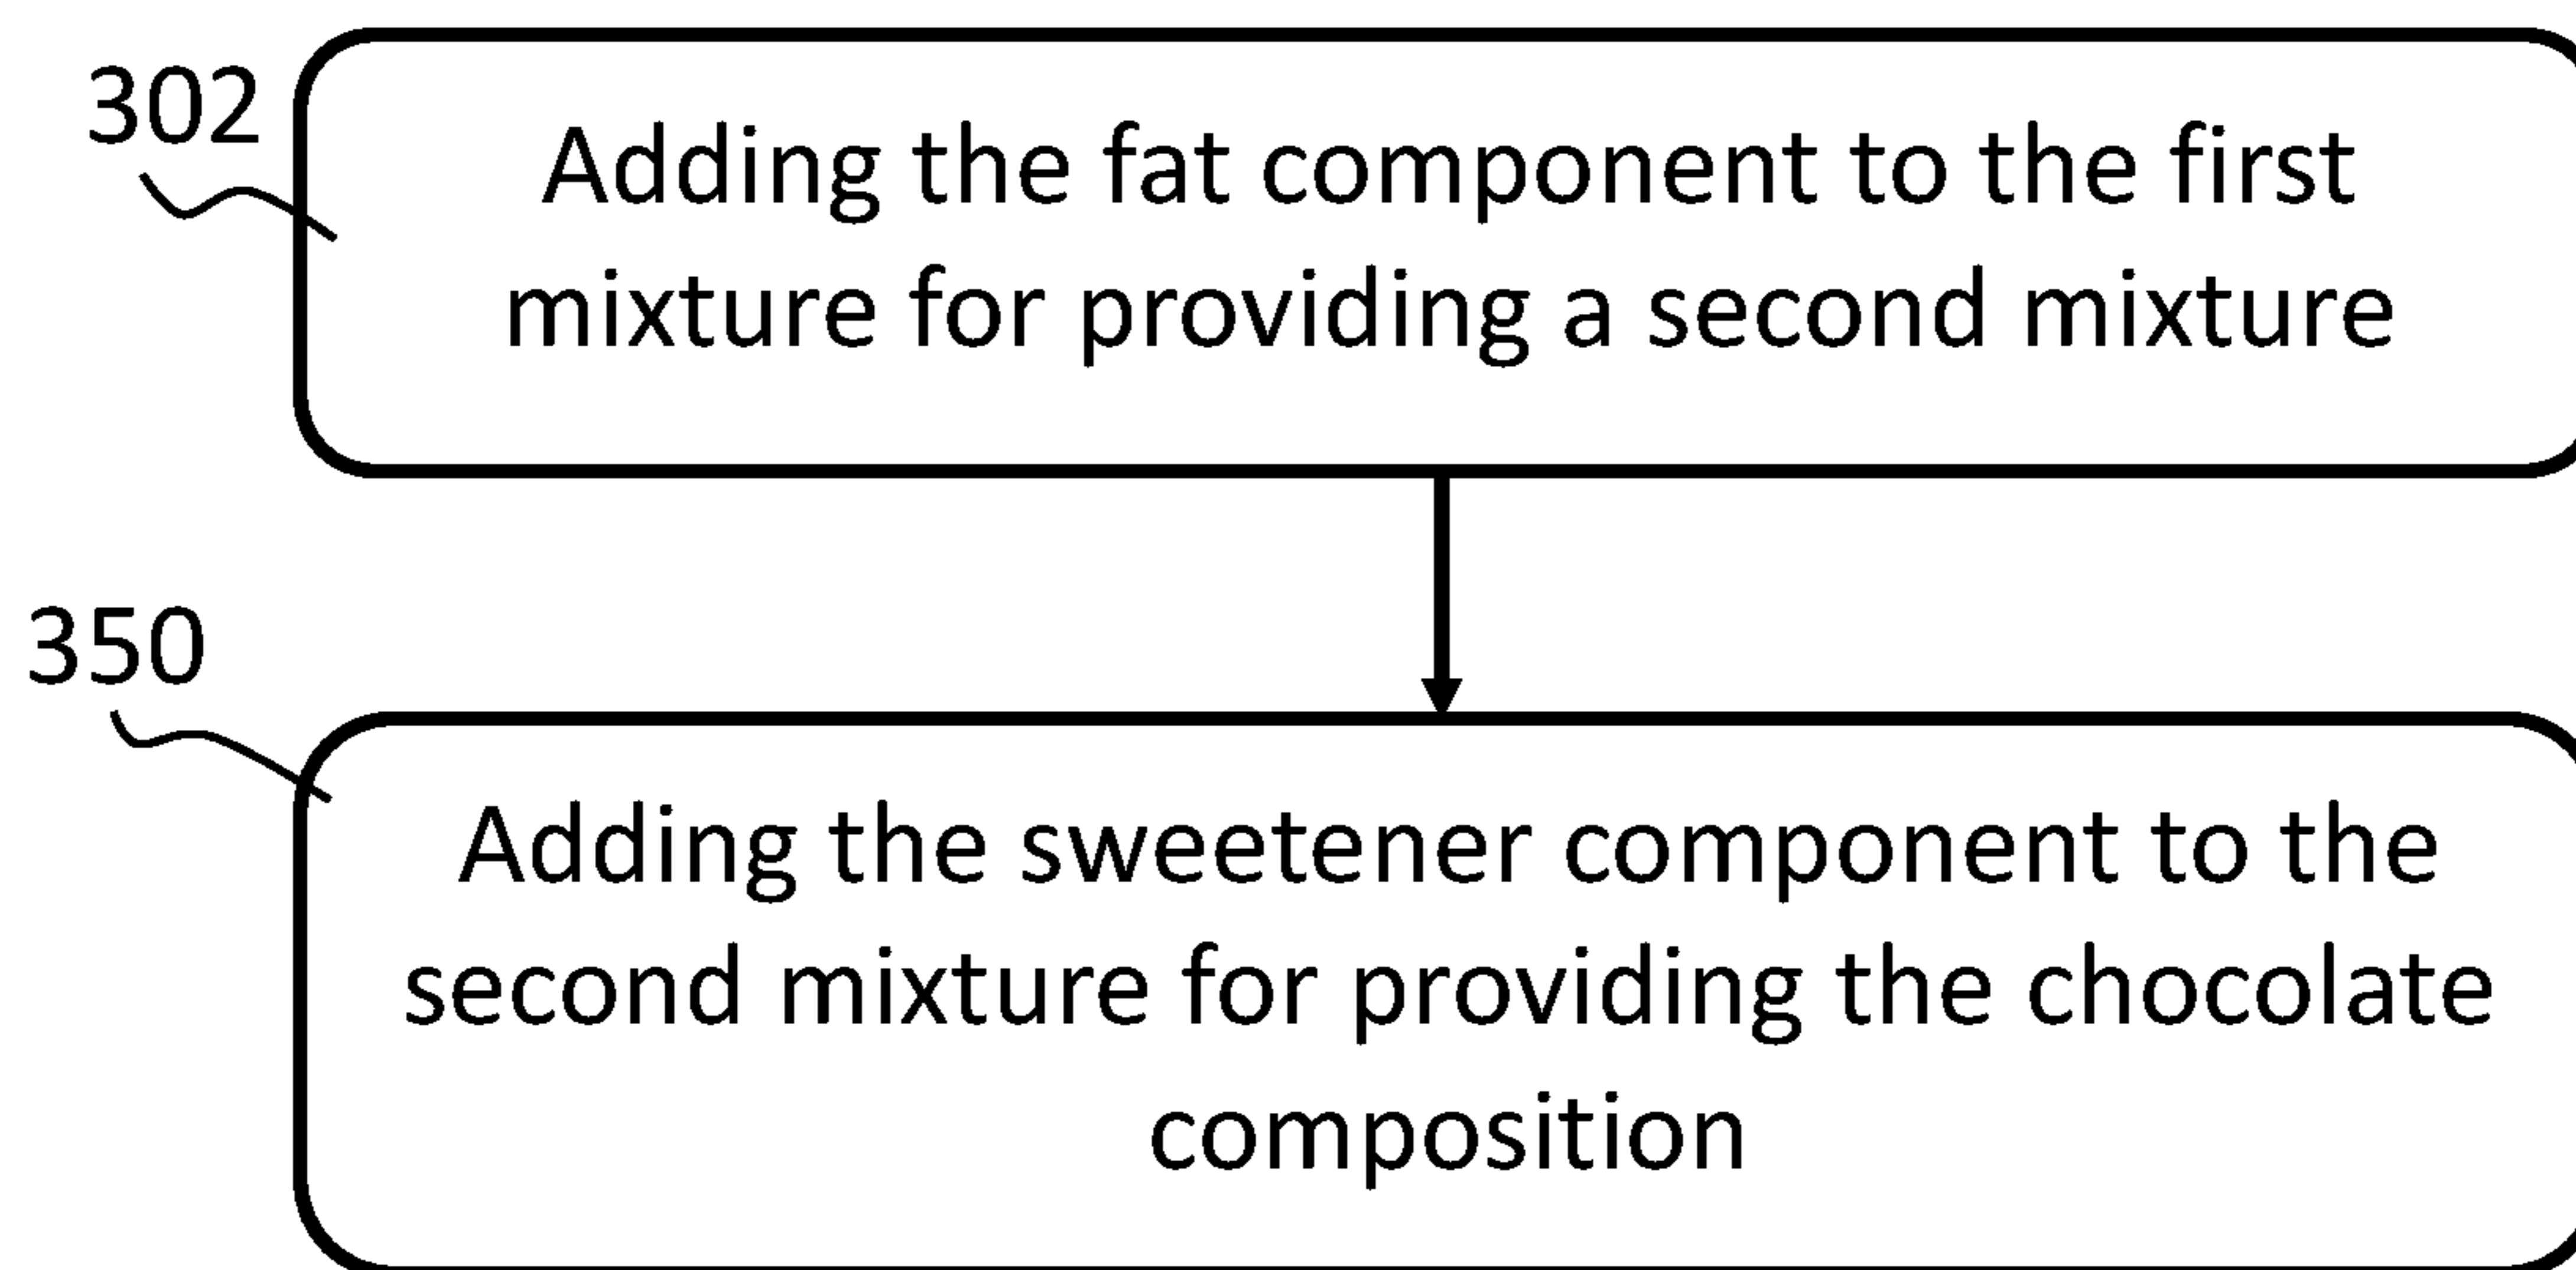 302
Adding the fat component to the first
mixture for providing a second mixture
350
Adding the sweetener component to the
second mixture for providing the chocolate
composition